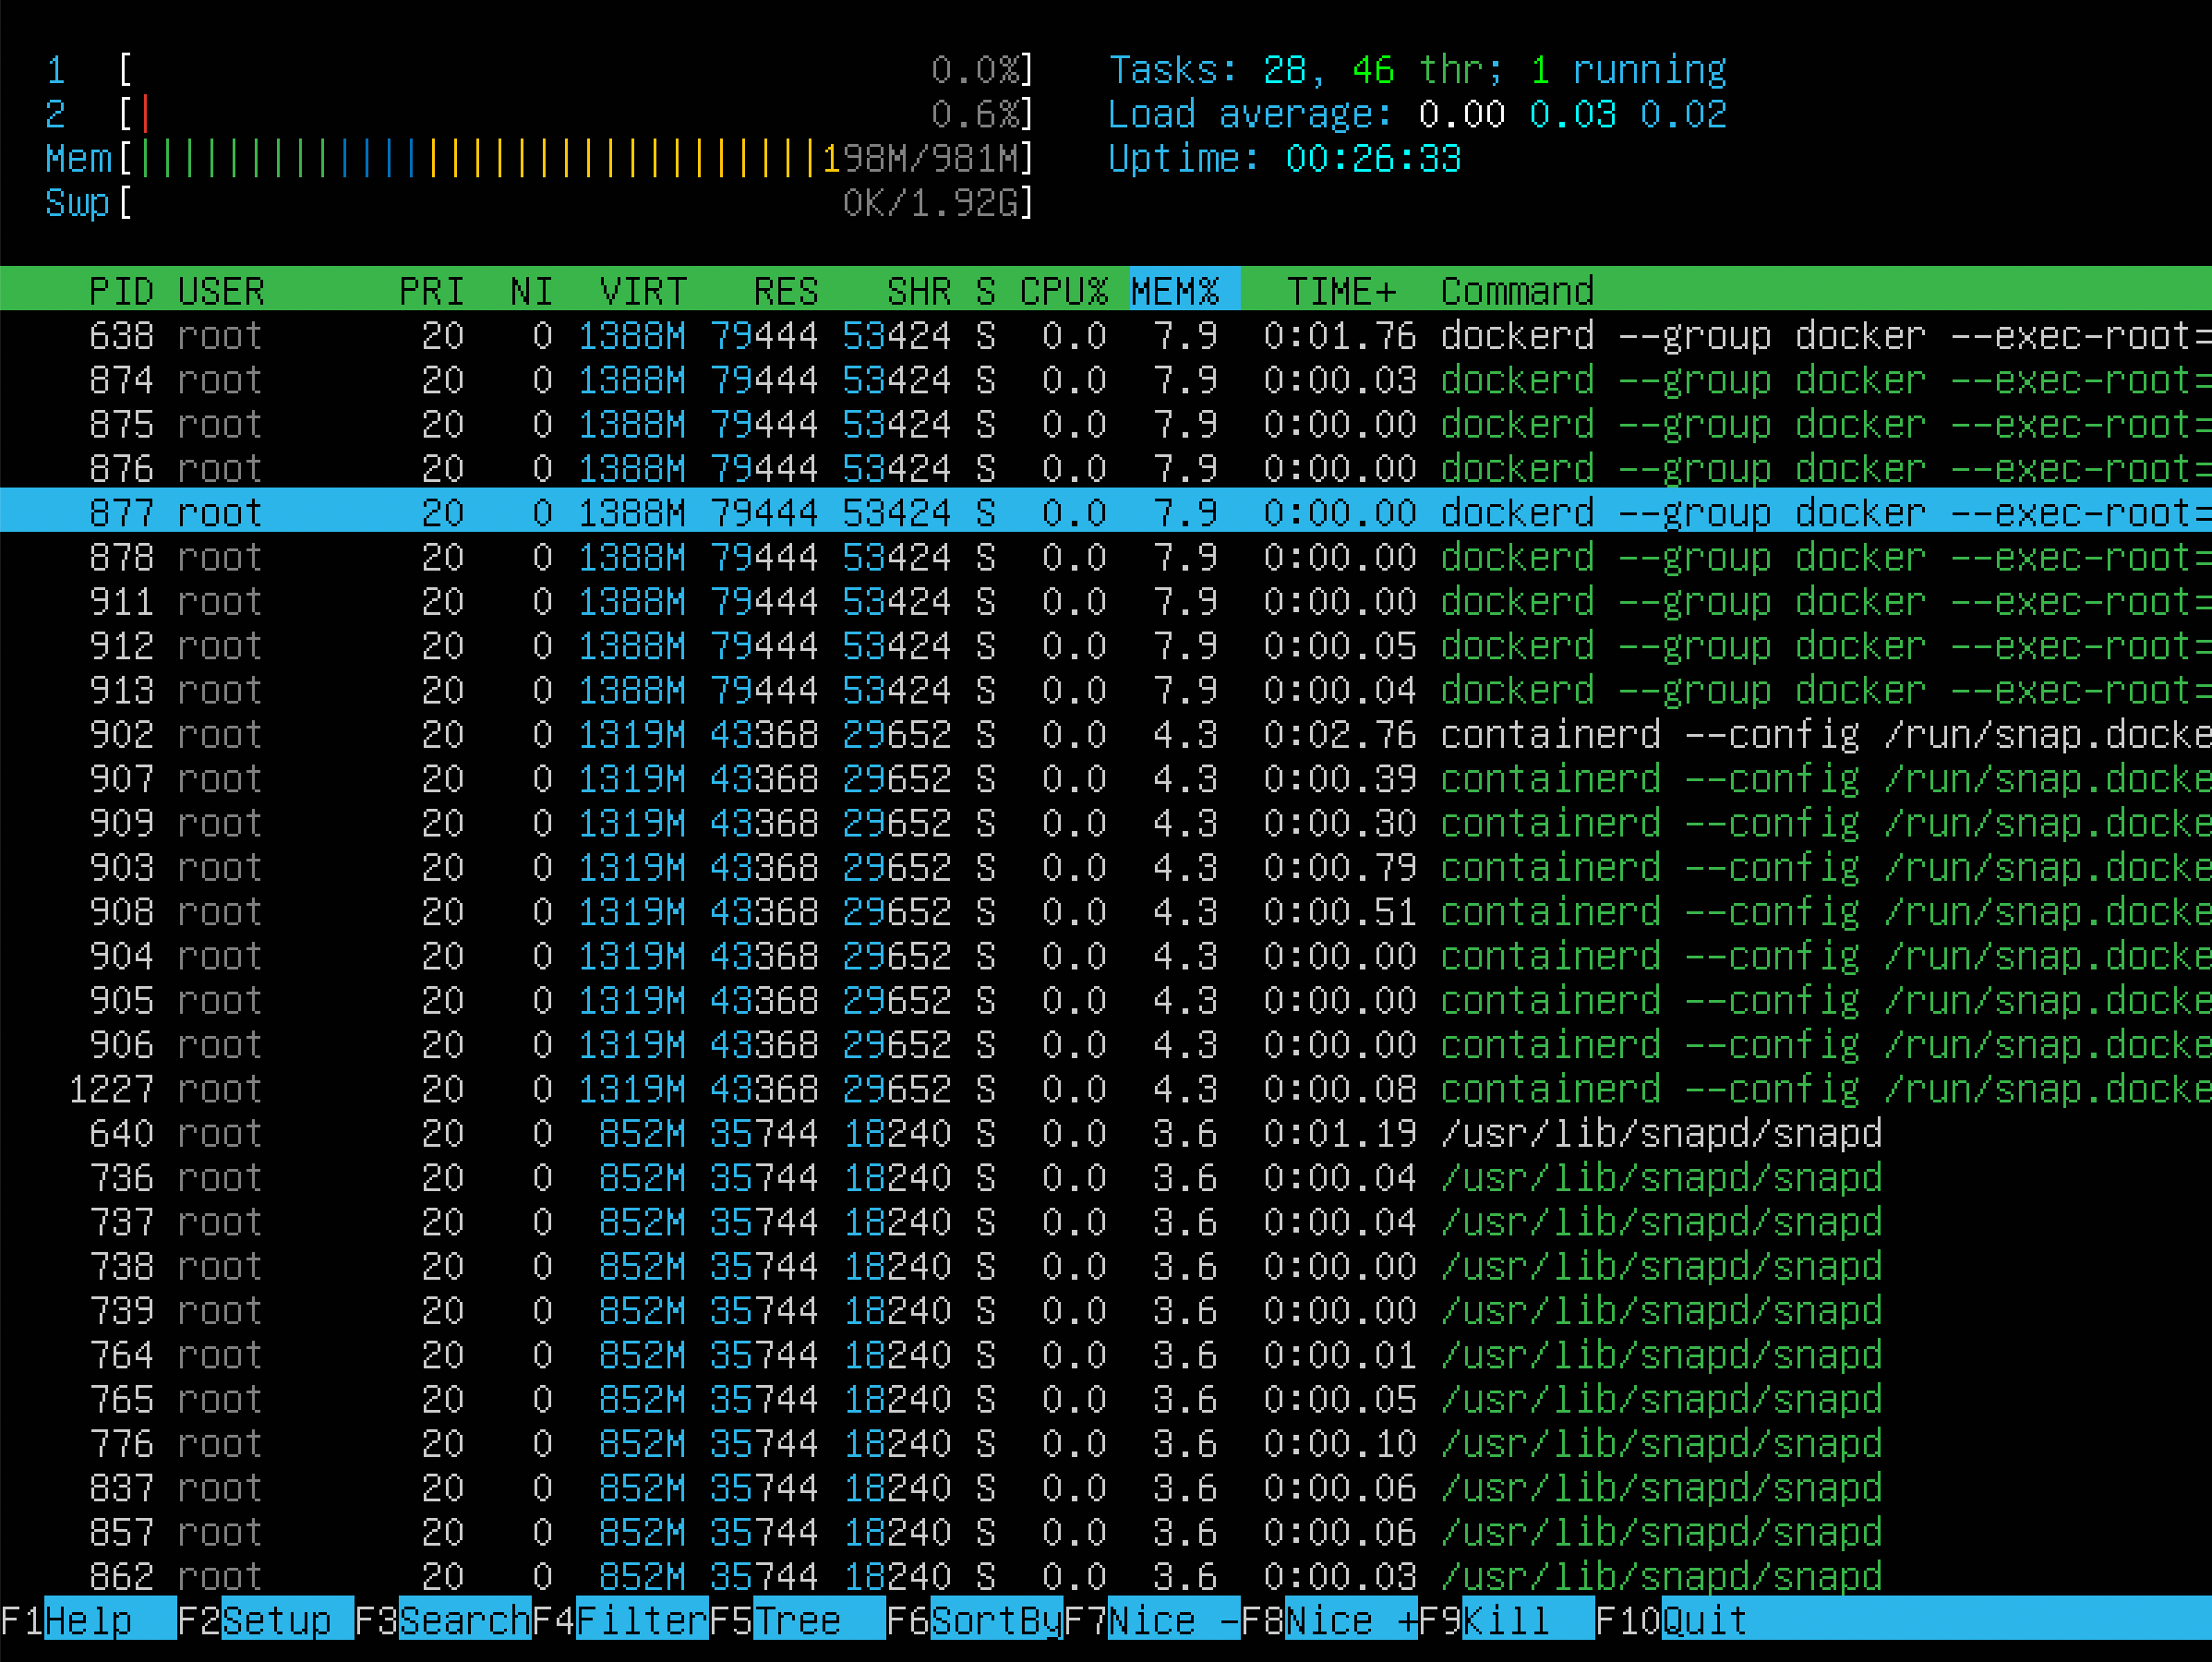 1 [ 0.0%] Tasks: 28, 46 thr; 1 running
2 [| 0.6%] Load average: 0.00 0.03 0.02
Mem[|||||||||||||||||||||||||||||||198M/981M] Uptime: 00:26:33
Swp[ 0K/1.92G]
PID USER PRI NI VIRT RES SHR S CPU% MEM% TIME+ Command
638 root 20 0 1388M 79444 53424 S 0.0 7.9 0:01.76 dockerd --group docker --exec-root=
874 root 20 0 1388M 79444 53424 S 0.0 7.9 0:00.03 dockerd --group docker --exec-root=
875 root 20 0 1388M 79444 53424 S 0.0 7.9 0:00.00 dockerd --group docker --exec-root=
876 root 20 0 1388M 79444 53424 S 0.0 7.9 0:00.00 dockerd --group docker --exec-root=
877 root 20 0 1388M 79444 53424 S 0.0 7.9 0:00.00 dockerd --group docker --exec-root=
878 root 20 0 1388M 79444 53424 S 0.0 7.9 0:00.00 dockerd --group docker --exec-root=
911 root 20 0 1388M 79444 53424 S 0.0 7.9 0:00.00 dockerd --group docker --exec-root=
912 root 20 0 1388M 79444 53424 S 0.0 7.9 0:00.05 dockerd --group docker --exec-root=
913 root 20 0 1388M 79444 53424 S 0.0 7.9 0:00.04 dockerd --group docker --exec-root=
902 root 20 0 1319M 43368 29652 S 0.0 4.3 0:02.76 containerd --config /run/snap.docke
907 root 20 0 1319M 43368 29652 S 0.0 4.3 0:00.39 containerd --config /run/snap.docke
909 root 20 0 1319M 43368 29652 S 0.0 4.3 0:00.30 containerd --config /run/snap.docke
903 root 20 0 1319M 43368 29652 S 0.0 4.3 0:00.79 containerd --config /run/snap.docke
908 root 20 0 1319M 43368 29652 S 0.0 4.3 0:00.51 containerd --config /run/snap.docke
904 root 20 0 1319M 43368 29652 S 0.0 4.3 0:00.00 containerd --config /run/snap.docke
905 root 20 0 1319M 43368 29652 S 0.0 4.3 0:00.00 containerd --config /run/snap.docke
906 root 20 0 1319M 43368 29652 S 0.0 4.3 0:00.00 containerd --config /run/snap.docke
1227 root 20 0 1319M 43368 29652 S 0.0 4.3 0:00.08 containerd --config /run/snap.docke
640 root 20 0 852M 35744 18240 S 0.0 3.6 0:01.19 /usr/lib/snapd/snapd
736 root 20 0 852M 35744 18240 S 0.0 3.6 0:00.04 /usr/lib/snapd/snapd
737 root 20 0 852M 35744 18240 S 0.0 3.6 0:00.04 /usr/lib/snapd/snapd
738 root 20 0 852M 35744 18240 S 0.0 3.6 0:00.00 /usr/lib/snapd/snapd
739 root 20 0 852M 35744 18240 S 0.0 3.6 0:00.00 /usr/lib/snapd/snapd
764 root 20 0 852M 35744 18240 S 0.0 3.6 0:00.01 /usr/lib/snapd/snapd
765 root 20 0 852M 35744 18240 S 0.0 3.6 0:00.05 /usr/lib/snapd/snapd
776 root 20 0 852M 35744 18240 S 0.0 3.6 0:00.10 /usr/lib/snapd/snapd
837 root 20 0 852M 35744 18240 S 0.0 3.6 0:00.06 /usr/lib/snapd/snapd
857 root 20 0 852M 35744 18240 S 0.0 3.6 0:00.06 /usr/lib/snapd/snapd
862 root 20 0 852M 35744 18240 S 0.0 3.6 0:00.03 /usr/lib/snapd/snapd
F1Help F2Setup F3SearchF4FilterF5Tree F6SortByF7Nice -F8Nice +F9Kill F10Quit